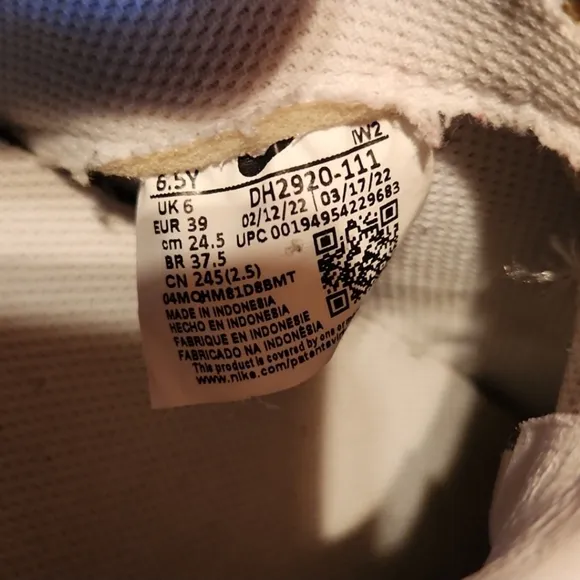 IW2
6.5Y
DH2920-111
UK 6
02/12/22 03/17/22
EUR 39
UPC 00194954229683
cm 24.5
BR 37.5
CN 245(2.5)
04MQHM81D8BMT
MADE IN INDONESIA
HECHO EN INDONESIA
FABRIQUE EN INDONESIE
FABRICADO NA INDONESIA
This product is covered by one or
www.nike.com/patents